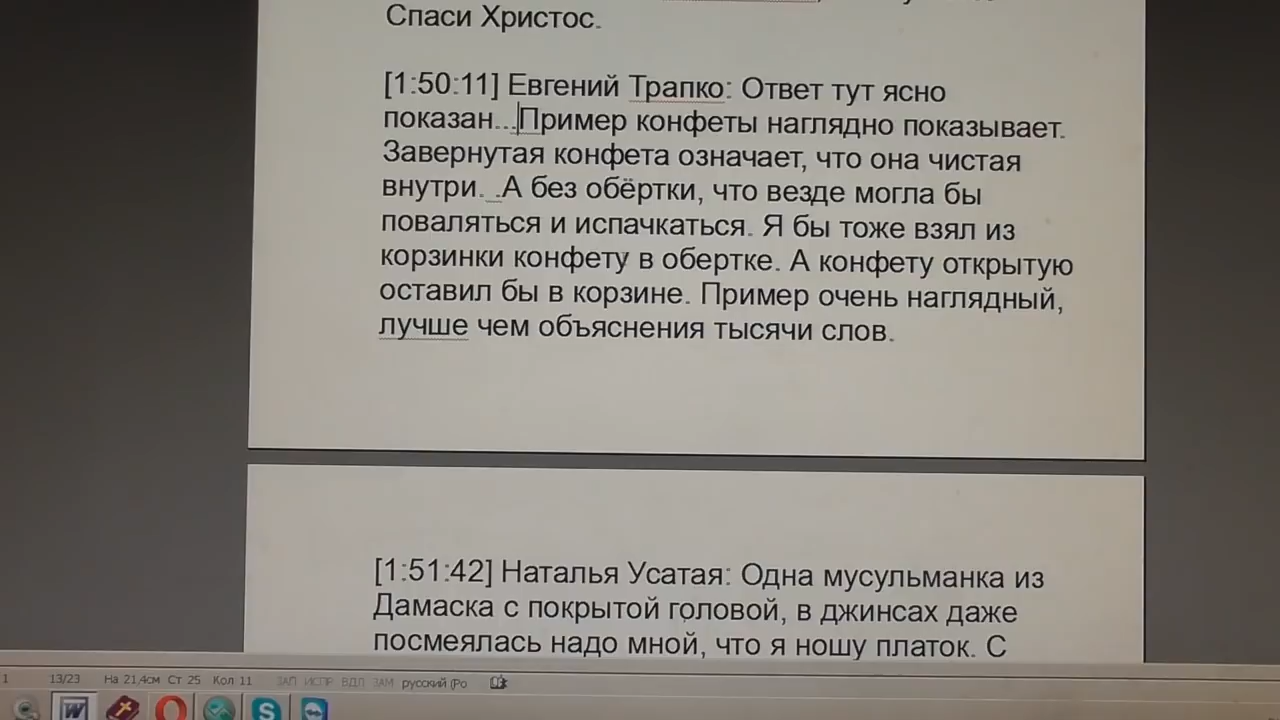 Спаси Христос.
[1:50:11] Евгений Трапко: Ответ тут ясно
показан...Пример конфеты наглядно показывает.
Завернутая конфета означает, что она чистая
внутри. А без обёртки, что везде могла бы
поваляться и испачкаться. Я бы тоже взял из
корзинки конфету в обертке. А конфету открытую
оставил бы в корзине. Пример очень наглядный,
лучше чем объяснения тысячи слов.
[1:51:42] Наталья Усатая: Одна мусульманка из
Дамаска с покрытой головой, в джинсах даже
посмеялась надо мной, что я ношу платок. С
1 13/23 На 21,4см Ст 25 Кол 11 ЗАП ИСПР ВДЛ ЗАМ русский (Ро